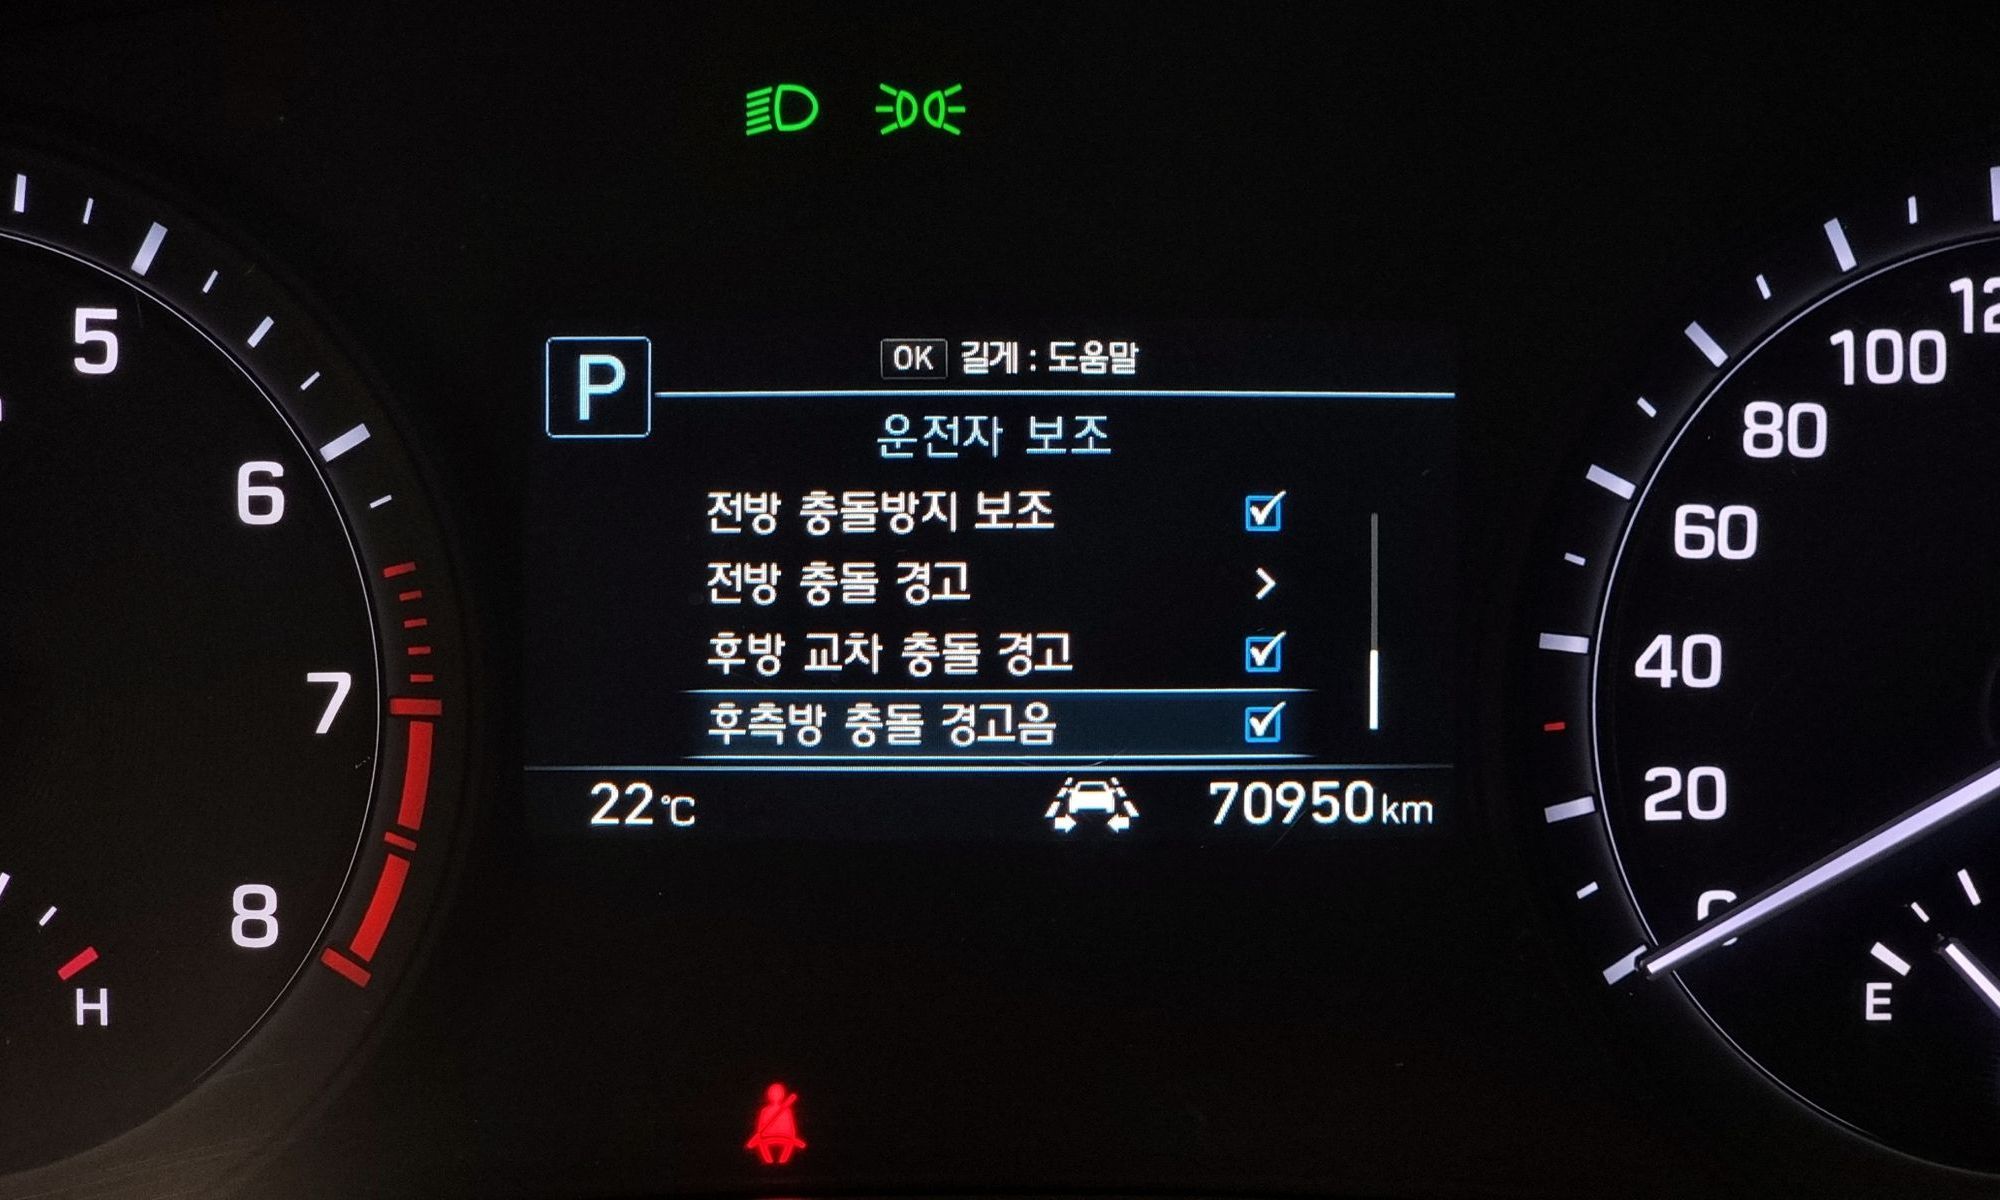 P
OK 길게 : 도움말
운전자 보조
전방 충돌방지 보조
전방 충돌 경고
후방 교차 충돌 경고
후측방 충돌 경고음
22℃
70950km
5
6
7
8
H
100
80
60
40
20
0
E